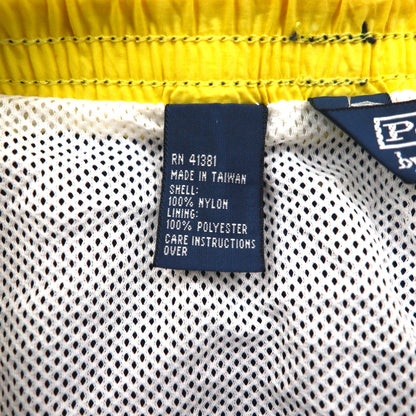 RN 41381
MADE IN TAIWAN
SHELL:
100% NYLON
LINING:
100% POLYESTER
CARE INSTRUCTIONS
OVER